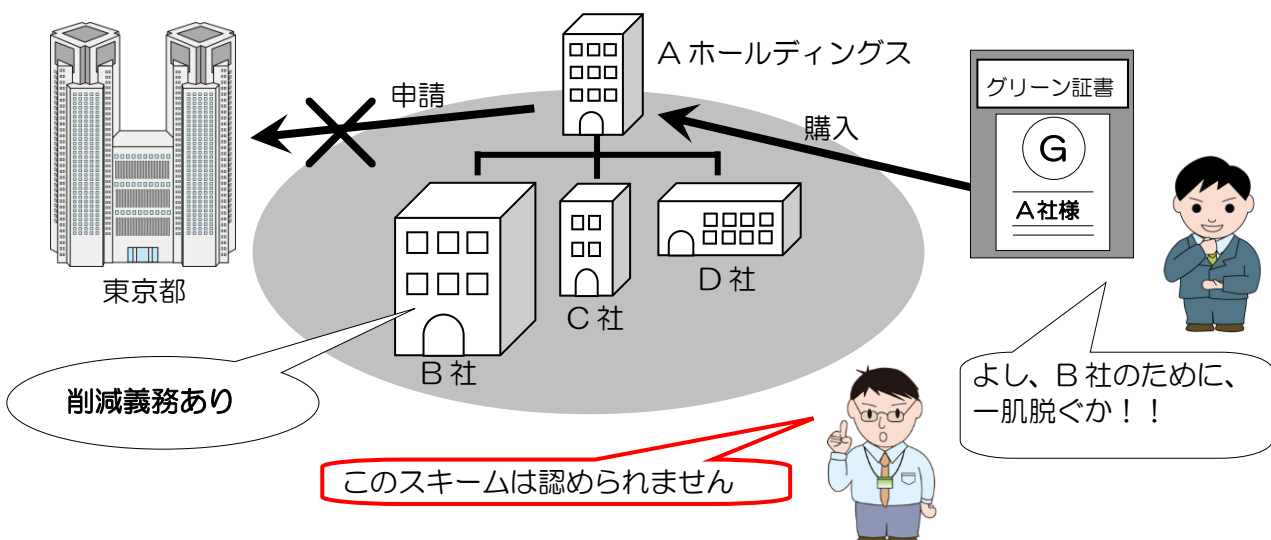 Aホールディングス
申請
購入
グリーン証書
G
A社様
東京都
B社
C社
D社
削減義務あり
よし、B社のために、
一肌脱ぐか！！
このスキームは認められません